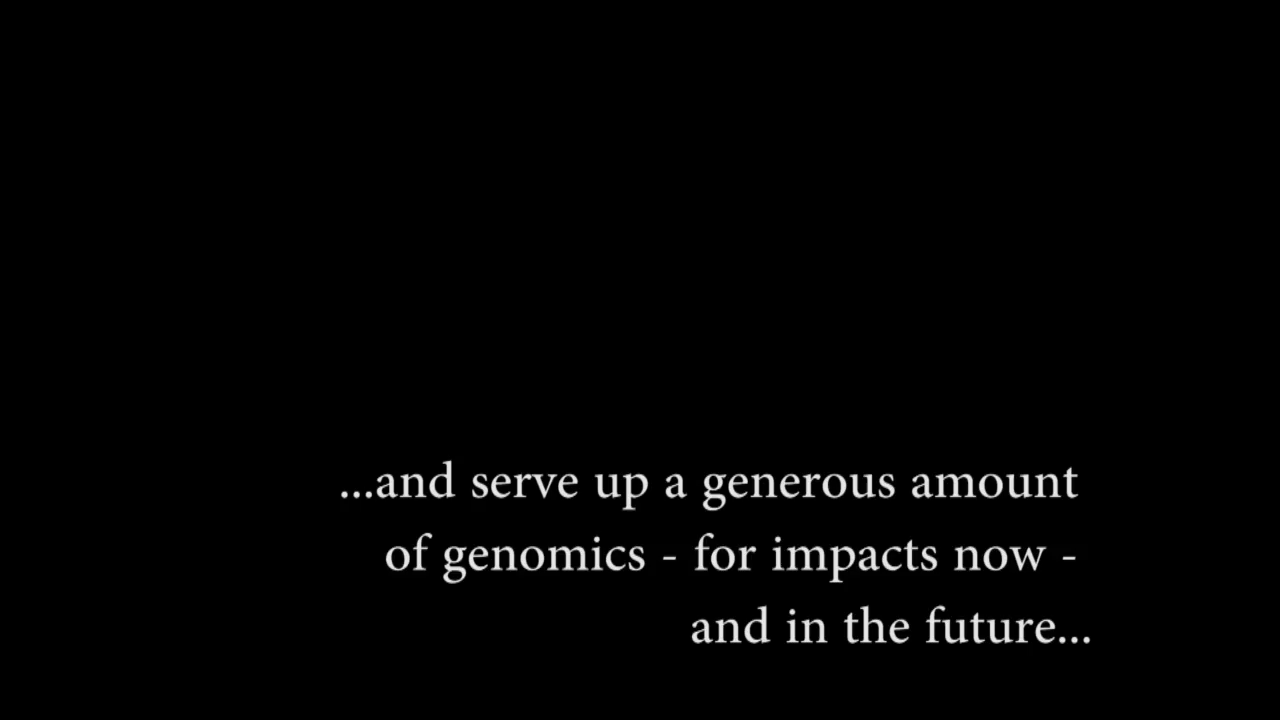 ...and serve up a generous amount
of genomics - for impacts now -
and in the future...